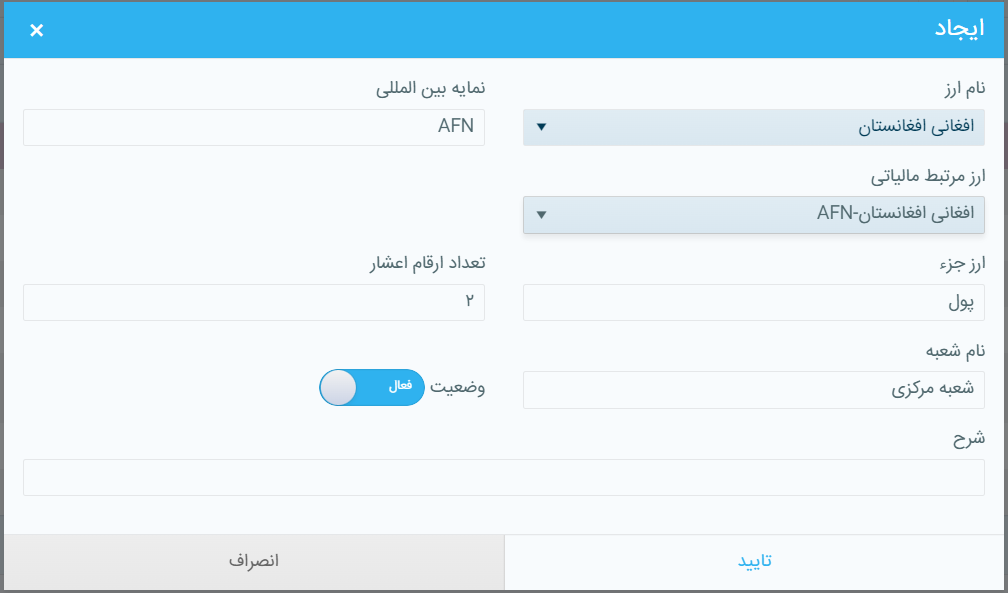 ایجاد
×
نام ارز
نمایه بین المللی
افغانی افغانستان
AFN
ارز مرتبط مالیاتی
افغانی افغانستان-AFN
ارز جزء
تعداد ارقام اعشار
پول
۲
نام شعبه
شعبه مرکزی
وضعیت فعال
شرح
تایید
انصراف